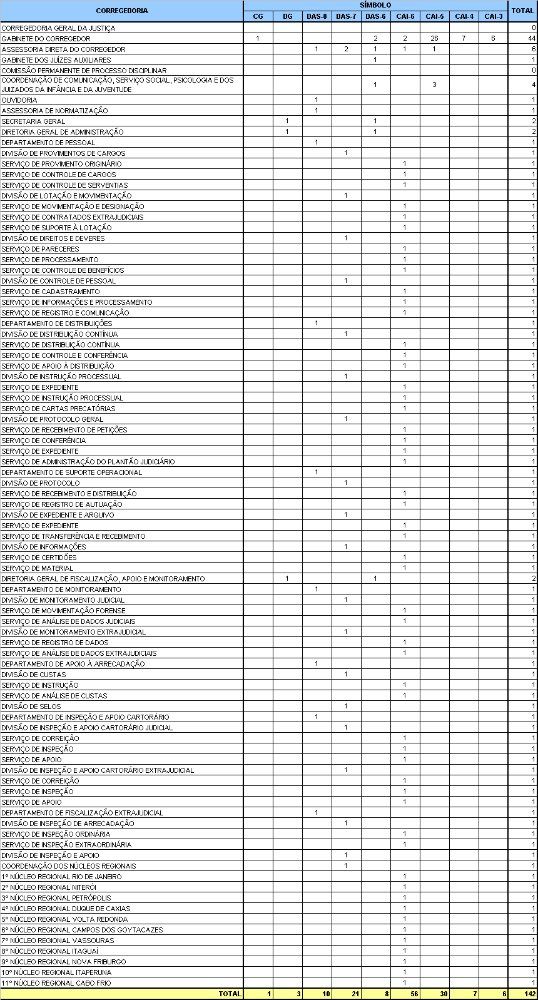 CORREGEDORIA SÍMBOLO TOTAL
CG DG DAS-8 DAS-7 DAS-6 CAI-6 CAI-5 CAI-4 CAI-3
CORREGEDORIA GERAL DA JUSTIÇA 0
GABINETE DO CORREGEDOR 1 2 2 26 7 6 44
ASSESSORIA DIRETA DO CORREGEDOR 1 2 1 1 1 6
GABINETE DOS JUÍZES AUXILIARES 1 1
COMISSÃO PERMANENTE DE PROCESSO DISCIPLINAR 0
COORDENAÇÃO DE COMUNICAÇÃO, SERVIÇO SOCIAL, PSICOLOGIA E DOS
JUIZADOS DA INFÂNCIA E DA JUVENTUDE 1 3 4
OUVIDORIA 1 1
ASSESSORIA DE NORMATIZAÇÃO 1 1
SECRETARIA GERAL 1 1 2
DIRETORIA GERAL DE ADMINISTRAÇÃO 1 1 2
DEPARTAMENTO DE PESSOAL 1 1
DIVISÃO DE PROVIMENTOS DE CARGOS 1 1
SERVIÇO DE PROVIMENTO ORIGINÁRIO 1 1
SERVIÇO DE CONTROLE DE CARGOS 1 1
SERVIÇO DE CONTROLE DE SERVENTIAS 1 1
DIVISÃO DE LOTAÇÃO E MOVIMENTAÇÃO 1 1
SERVIÇO DE MOVIMENTAÇÃO E DESIGNAÇÃO 1 1
SERVIÇO DE CONTRATADOS EXTRAJUDICIAIS 1 1
SERVIÇO DE SUPORTE À LOTAÇÃO 1 1
DIVISÃO DE DIREITOS E DEVERES 1 1
SERVIÇO DE PARECERES 1 1
SERVIÇO DE PROCESSAMENTO 1 1
SERVIÇO DE CONTROLE DE BENEFÍCIOS 1 1
DIVISÃO DE CONTROLE DE PESSOAL 1 1
SERVIÇO DE CADASTRAMENTO 1 1
SERVIÇO DE INFORMAÇÕES E PROCESSAMENTO 1 1
SERVIÇO DE REGISTRO E COMUNICAÇÃO 1 1
DEPARTAMENTO DE DISTRIBUIÇÕES 1 1
DIVISÃO DE DISTRIBUIÇÃO CONTÍNUA 1 1
SERVIÇO DE DISTRIBUIÇÃO CONTÍNUA 1 1
SERVIÇO DE CONTROLE E CONFERÊNCIA 1 1
SERVIÇO DE APOIO À DISTRIBUIÇÃO 1 1
DIVISÃO DE INSTRUÇÃO PROCESSUAL 1 1
SERVIÇO DE EXPEDIENTE 1 1
SERVIÇO DE INSTRUÇÃO PROCESSUAL 1 1
SERVIÇO DE CARTAS PRECATÓRIAS 1 1
DIVISÃO DE PROTOCOLO GERAL 1 1
SERVIÇO DE RECEBIMENTO DE PETIÇÕES 1 1
SERVIÇO DE CONFERÊNCIA 1 1
SERVIÇO DE EXPEDIENTE 1 1
SERVIÇO DE ADMINISTRAÇÃO DO PLANTÃO JUDICIÁRIO 1 1
DEPARTAMENTO DE SUPORTE OPERACIONAL 1 1
DIVISÃO DE PROTOCOLO 1 1
SERVIÇO DE RECEBIMENTO E DISTRIBUIÇÃO 1 1
SERVIÇO DE REGISTRO DE AUTUAÇÃO 1 1
DIVISÃO DE EXPEDIENTE E ARQUIVO 1 1
SERVIÇO DE EXPEDIENTE 1 1
SERVIÇO DE TRANSFERÊNCIA E RECEBIMENTO 1 1
DIVISÃO DE INFORMAÇÕES 1 1
SERVIÇO DE CERTIDÕES 1 1
SERVIÇO DE MATERIAL 1 1
DIRETORIA GERAL DE FISCALIZAÇÃO, APOIO E MONITORAMENTO 1 1 2
DEPARTAMENTO DE MONITORAMENTO 1 1
DIVISÃO DE MONITORAMENTO JUDICIAL 1 1
SERVIÇO DE MOVIMENTAÇÃO FORENSE 1 1
SERVIÇO DE ANÁLISE DE DADOS JUDICIAIS 1 1
DIVISÃO DE MONITORAMENTO EXTRAJUDICIAL 1 1
SERVIÇO DE REGISTRO DE DADOS 1 1
SERVIÇO DE ANÁLISE DE DADOS EXTRAJUDICIAIS 1 1
DEPARTAMENTO DE APOIO À ARRECADAÇÃO 1 1
DIVISÃO DE CUSTAS 1 1
SERVIÇO DE INSTRUÇÃO 1 1
SERVIÇO DE ANÁLISE DE CUSTAS 1 1
DIVISÃO DE SELOS 1 1
DEPARTAMENTO DE INSPEÇÃO E APOIO CARTORÁRIO 1 1
DIVISÃO DE INSPEÇÃO E APOIO CARTORÁRIO JUDICIAL 1 1
SERVIÇO DE CORREIÇÃO 1 1
SERVIÇO DE INSPEÇÃO 1 1
SERVIÇO DE APOIO 1 1
DIVISÃO DE INSPEÇÃO E APOIO CARTORÁRIO EXTRAJUDICIAL 1 1
SERVIÇO DE CORREIÇÃO 1 1
SERVIÇO DE INSPEÇÃO 1 1
SERVIÇO DE APOIO 1 1
DEPARTAMENTO DE FISCALIZAÇÃO EXTRAJUDICIAL 1 1
DIVISÃO DE INSPEÇÃO DE ARRECADAÇÃO 1 1
SERVIÇO DE INSPEÇÃO ORDINÁRIA 1 1
SERVIÇO DE INSPEÇÃO EXTRAORDINÁRIA 1 1
DIVISÃO DE INSPEÇÃO E APOIO 1 1
COORDENAÇÃO DOS NÚCLEOS REGIONAIS 1 1
1º NÚCLEO REGIONAL RIO DE JANEIRO 1 1
2º NÚCLEO REGIONAL NITERÓI 1 1
3º NÚCLEO REGIONAL PETRÓPOLIS 1 1
4º NÚCLEO REGIONAL DUQUE DE CAXIAS 1 1
5º NÚCLEO REGIONAL VOLTA REDONDA 1 1
6º NÚCLEO REGIONAL CAMPOS DOS GOYTACAZES 1 1
7º NÚCLEO REGIONAL VASSOURAS 1 1
8º NÚCLEO REGIONAL ITAGUAÍ 1 1
9º NÚCLEO REGIONAL NOVA FRIBURGO 1 1
10º NÚCLEO REGIONAL ITAPERUNA 1 1
11º NÚCLEO REGIONAL CABO FRIO 1 1
TOTAL 1 3 10 21 8 56 30 7 6 142